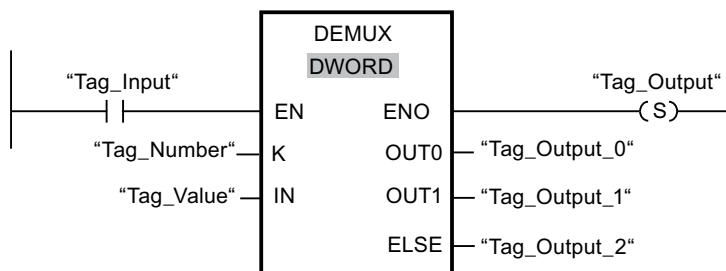 DEMUX
DWORD
“Tag_Input“
“Tag_Output“
EN ENO
S
“Tag_Number“ K OUT0 “Tag_Output_0“
“Tag_Value“ IN OUT1 “Tag_Output_1“
ELSE “Tag_Output_2“